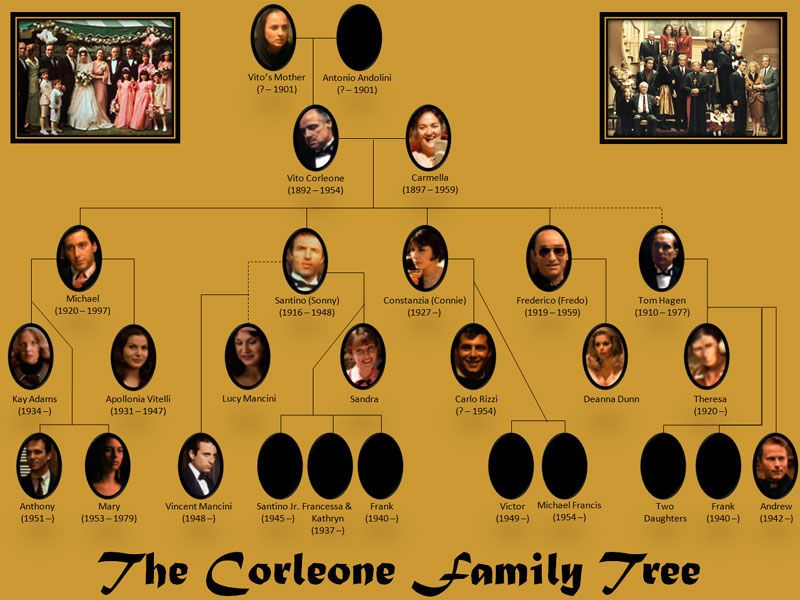 Vito's Mother
(? – 1901)
Antonio Andolini
(? – 1901)
Vito Corleone
(1892 – 1954)
Carmella
(1897 – 1959)
Michael
(1920 – 1997)
Santino (Sonny)
(1916 – 1948)
Constanzia (Connie)
(1927 –)
Frederico (Fredo)
(1919 – 1959)
Tom Hagen
(1910 - 197?)
Kay Adams
(1934 –)
Apollonia Vitelli
(1931 – 1947)
Lucy Mancini
Sandra
Carlo Rizzi
(? – 1954)
Deanna Dunn
Theresa
(1920 –)
Anthony
(1951 –)
Mary
(1953 – 1979)
Vincent Mancini
(1948 –)
Santino Jr.
(1945 –)
Francessa &
Kathryn
(1937 –)
Frank
(1940 –)
Victor
(1949 –)
Michael Francis
(1954 –)
Two
Daughters
Frank
(1940 –)
Andrew
(1942 –)
The Corleone Family Tree